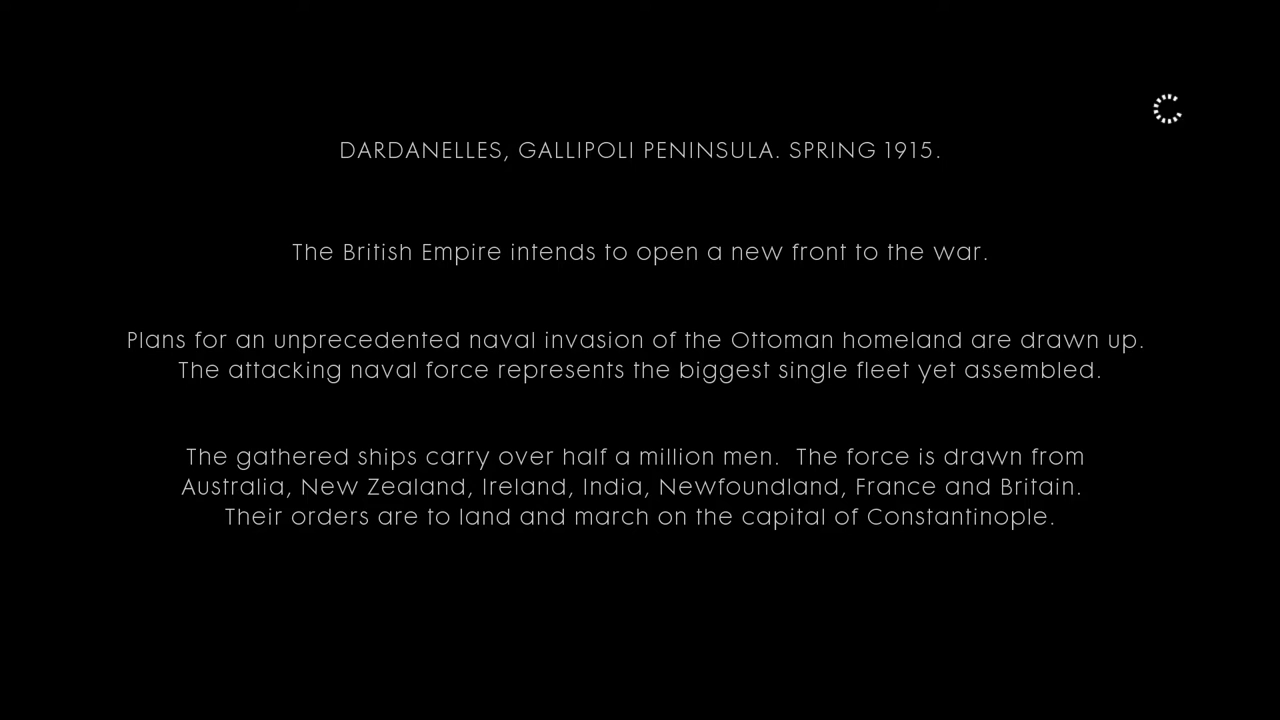 DARDANELLES, GALLIPOLI PENINSULA. SPRING 1915.
The British Empire intends to open a new front to the war.
Plans for an unprecedented naval invasion of the Ottoman homeland are drawn up.
The attacking naval force represents the biggest single fleet yet assembled.
The gathered ships carry over half a million men.  The force is drawn from
Australia, New Zealand, Ireland, India, Newfoundland, France and Britain.
Their orders are to land and march on the capital of Constantinople.